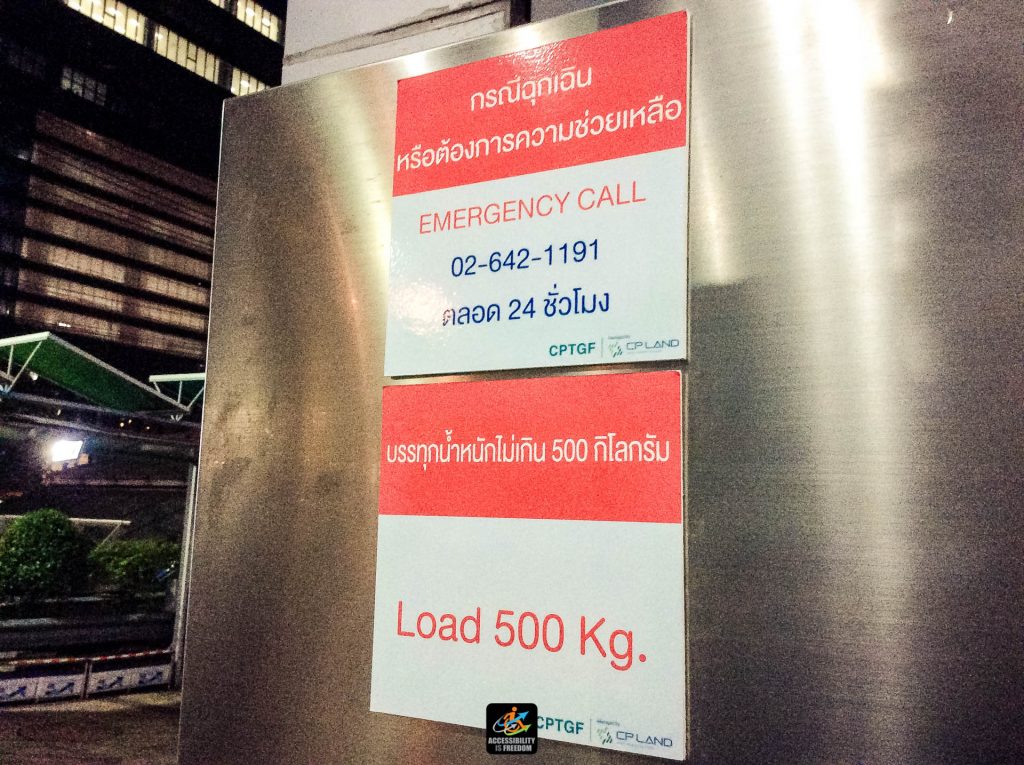 กรณีฉุกเฉิน
หรือต้องการความช่วยเหลือ
EMERGENCY CALL
02-642-1191
ตลอด 24 ชั่วโมง
CPTGF
CP LAND
บรรทุกน้ำหนักไม่เกิน 500 กิโลกรัม
Load 500 Kg.
CPTGF
CP LAND
ACCESSIBILITY
IS FREEDOM